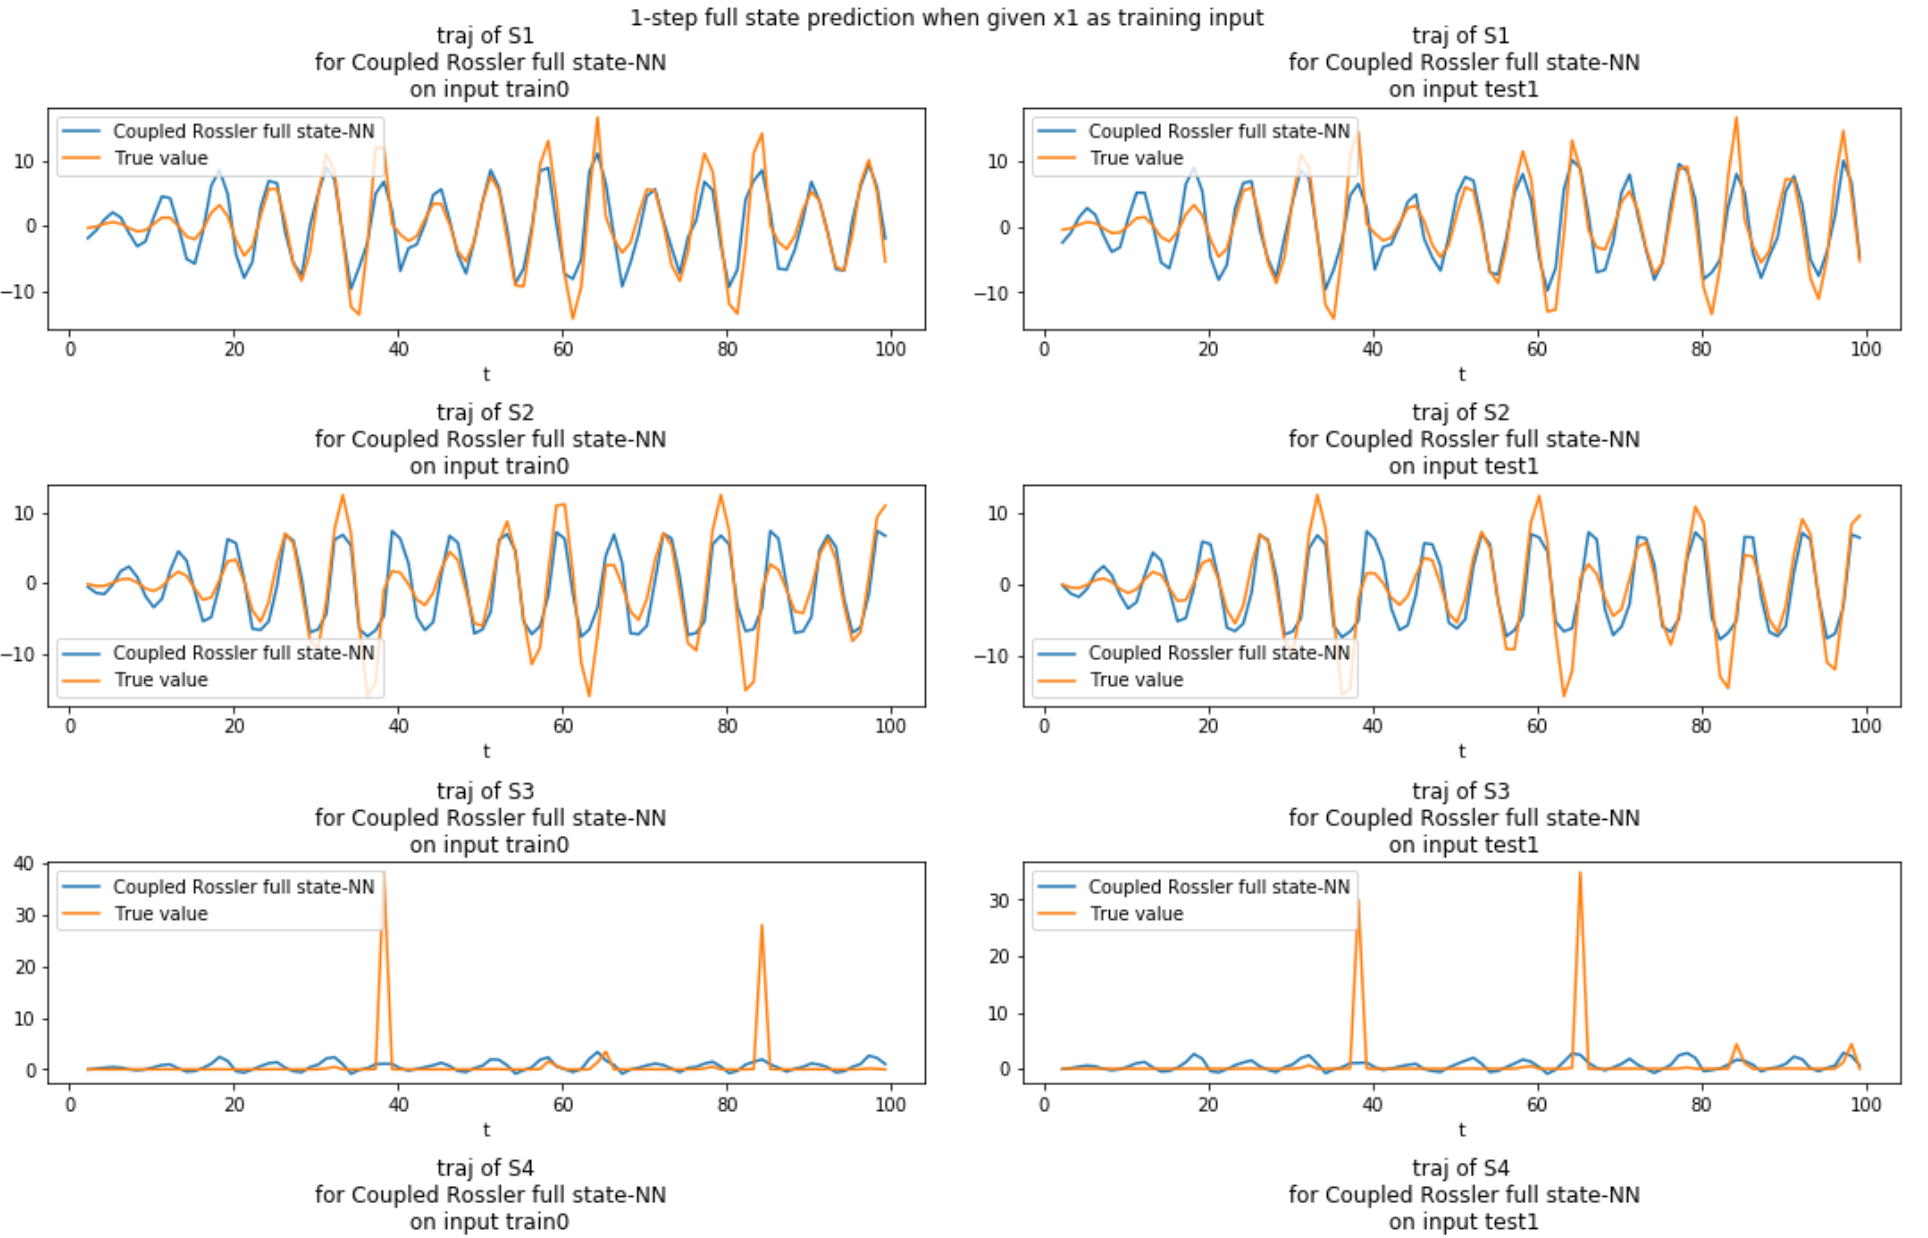 1-step full state prediction when given x1 as training input
traj of S1
for Coupled Rossler full state-NN
on input train0
Coupled Rossler full state-NN
True value
10
0
−10
0 20 40 60 80 100
t
traj of S1
for Coupled Rossler full state-NN
on input test1
Coupled Rossler full state-NN
True value
10
0
−10
0 20 40 60 80 100
t
traj of S2
for Coupled Rossler full state-NN
on input train0
10
0
−10
Coupled Rossler full state-NN
True value
0 20 40 60 80 100
t
traj of S2
for Coupled Rossler full state-NN
on input test1
10
0
−10
Coupled Rossler full state-NN
True value
0 20 40 60 80 100
t
traj of S3
for Coupled Rossler full state-NN
on input train0
40
Coupled Rossler full state-NN
True value
30
20
10
0
0 20 40 60 80 100
t
traj of S3
for Coupled Rossler full state-NN
on input test1
Coupled Rossler full state-NN
True value
30
20
10
0
0 20 40 60 80 100
t
traj of S4
for Coupled Rossler full state-NN
on input train0
traj of S4
for Coupled Rossler full state-NN
on input test1